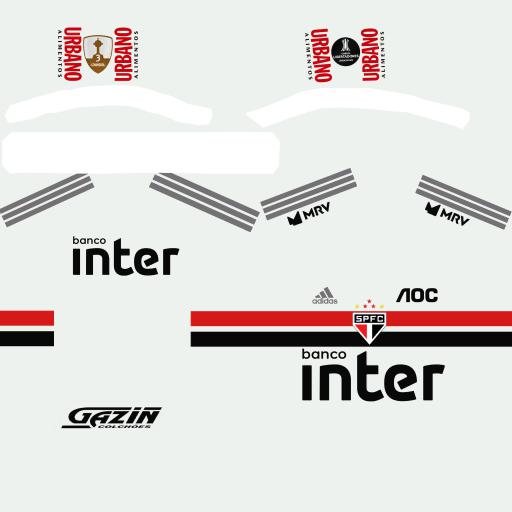 URBANO
ALIMENTOS
3
URBANO
ALIMENTOS
URBANO
ALIMENTOS
URBANO
ALIMENTOS
MRV
MRV
banco
inter
adidas
AOC
SPFC
banco
inter
GAZIN
COLCHÕES